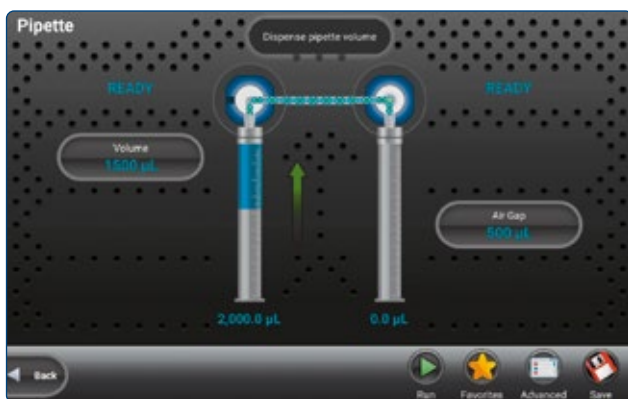 Pipette
Dispense pipette volume
READY
READY
Volume
1500 µL
Air Gap
500 µL
2,000.0 µL
0.0 µL
Back
Run
Favorites
Advanced
Save